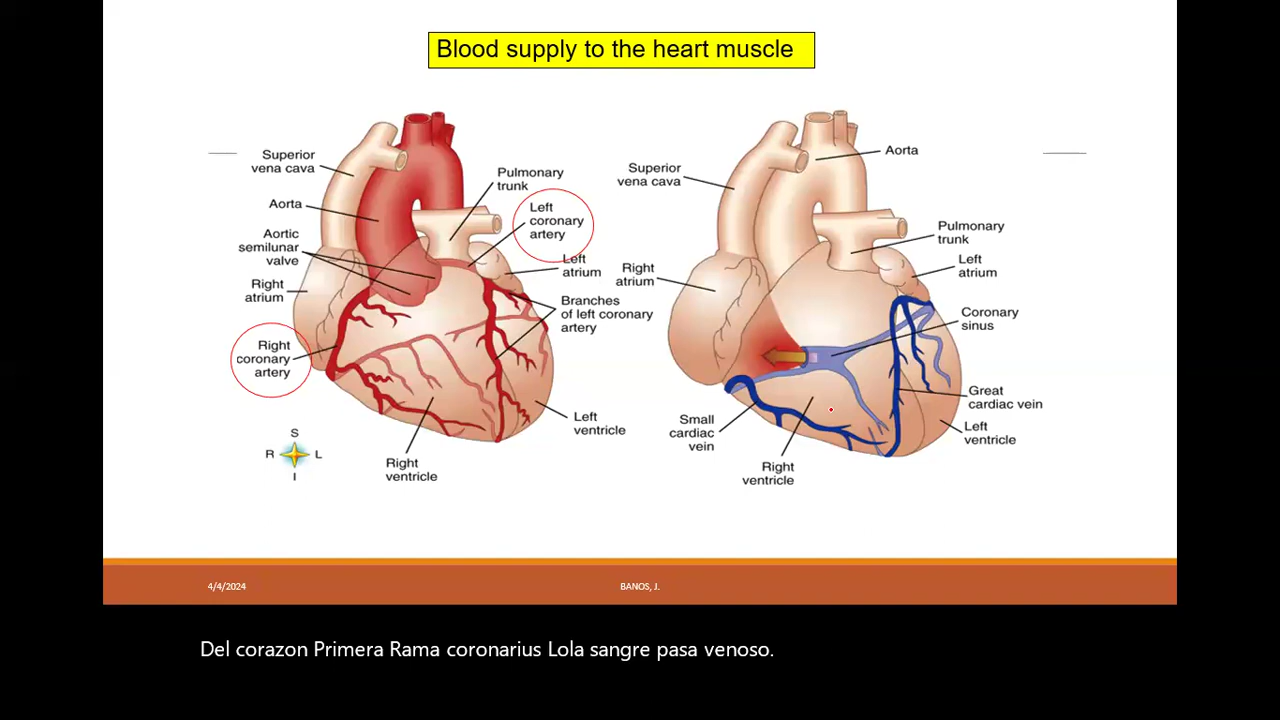 Blood supply to the heart muscle
Superior
vena cava
Aorta
Aortic
semilunar
valve
Right
atrium
Right
coronary
artery
Pulmonary
trunk
Left
coronary
artery
Left
atrium
Branches
of left coronary
artery
Left
ventricle
Right
ventricle
S
R L
I
Superior
vena cava
Aorta
Right
atrium
Pulmonary
trunk
Left
atrium
Coronary
sinus
Great
cardiac vein
Left
ventricle
Small
cardiac
vein
Right
ventricle
4/4/2024
BANOS, J.
Del corazon Primera Rama coronarius Lola sangre pasa venoso.